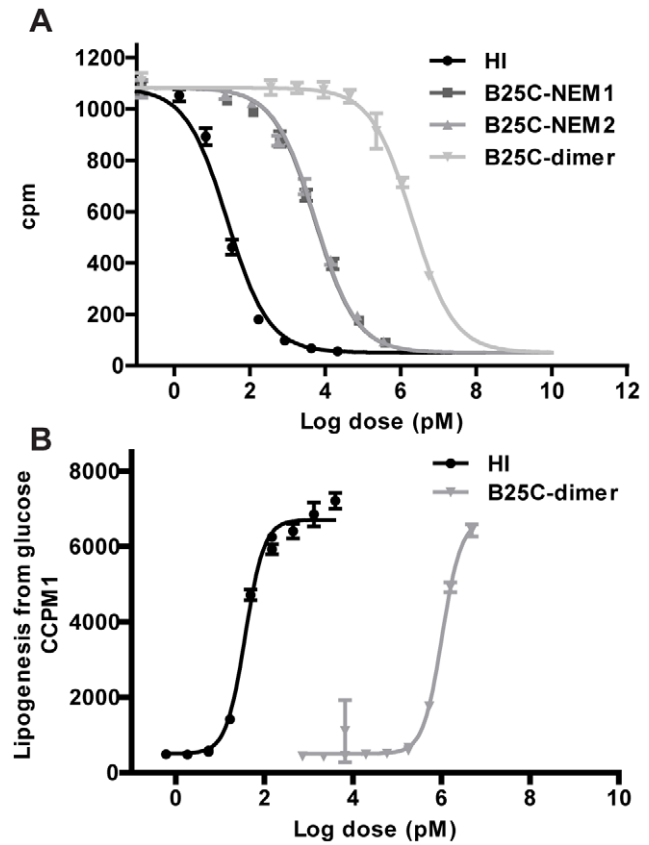 A
1200
1000
800
600
400
200
0
cpm
HI
B25C-NEM1
B25C-NEM2
B25C-dimer
0 2 4 6 8 10 12
Log dose (pM)
B
8000
6000
4000
2000
0
Lipogenesis from glucose
CCPM1
HI
B25C-dimer
0 2 4 6 8 10
Log dose (pM)